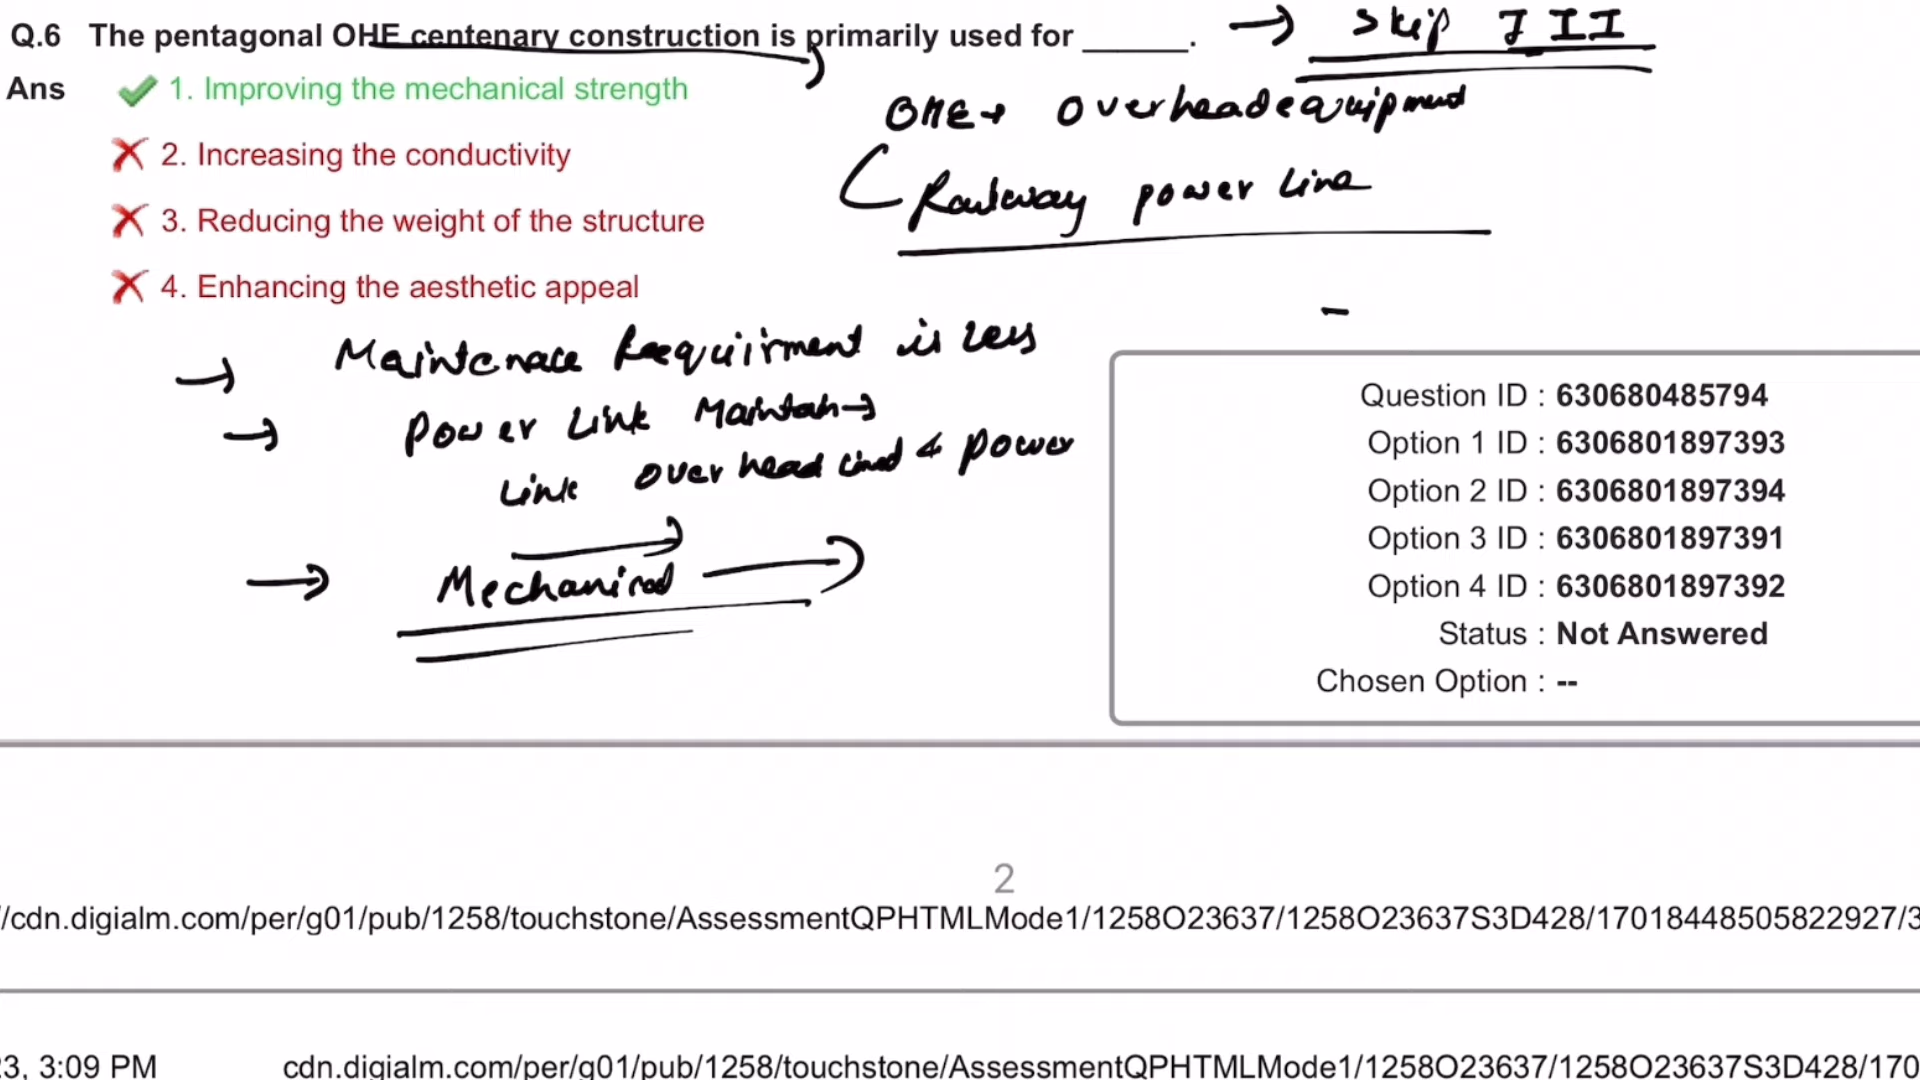 Q.6 The pentagonal OHE centenary construction is primarily used for ______. → Skip
Ans 1. Improving the mechanical strength
OHE→ Overhead equipment
2. Increasing the conductivity
Railway power line
3. Reducing the weight of the structure
4. Enhancing the aesthetic appeal
→ Maintenace Reequiirment is less
→ Power Link Maintain→
Link over head & power
→ Mechanical →
Question ID : 630680485794
Option 1 ID : 6306801897393
Option 2 ID : 6306801897394
Option 3 ID : 6306801897391
Option 4 ID : 6306801897392
Status : Not Answered
Chosen Option : --
2
//cdn.digialm.com/per/g01/pub/1258/touchstone/AssessmentQPHTMLMode1/1258O23637/1258O23637S3D428/17018448505822927/3
23, 3:09 PM cdn.digialm.com/per/g01/pub/1258/touchstone/AssessmentQPHTMLMode1/1258O23637/1258O23637S3D428/170